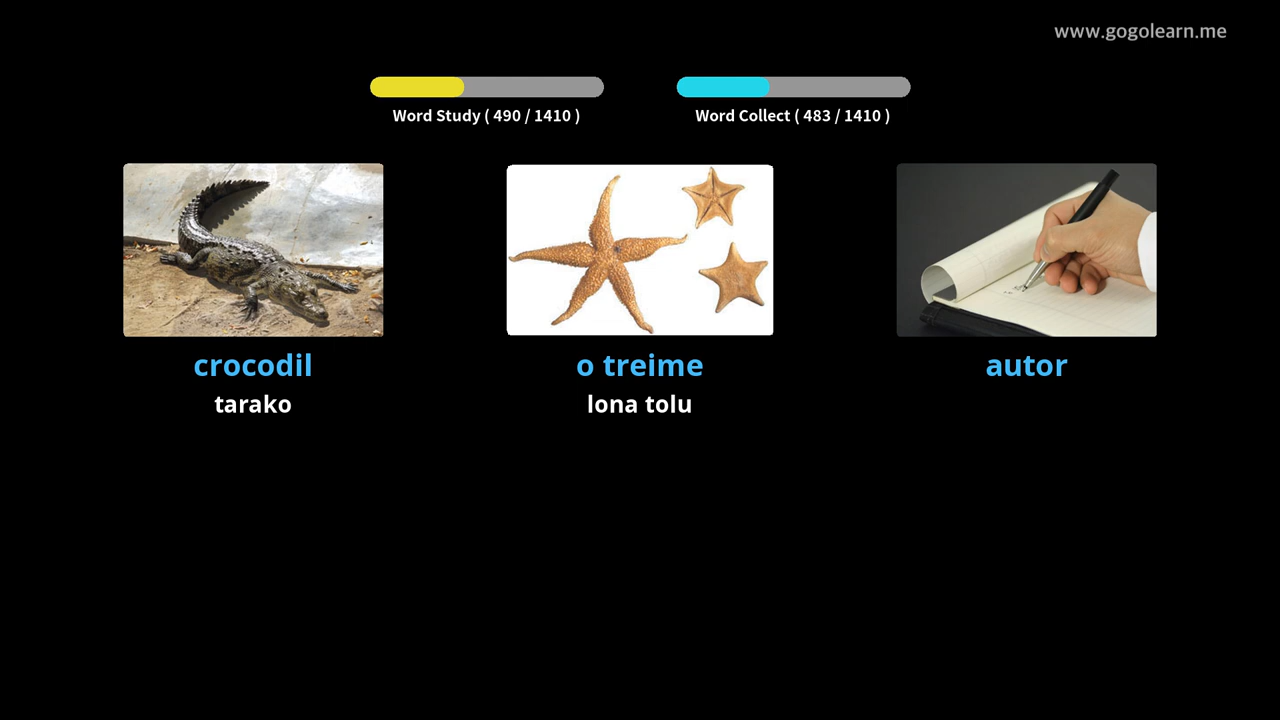 www.gogolearn.me
Word Study ( 490 / 1410 )
Word Collect ( 483 / 1410 )
crocodil
tarako
o treime
lona tolu
autor